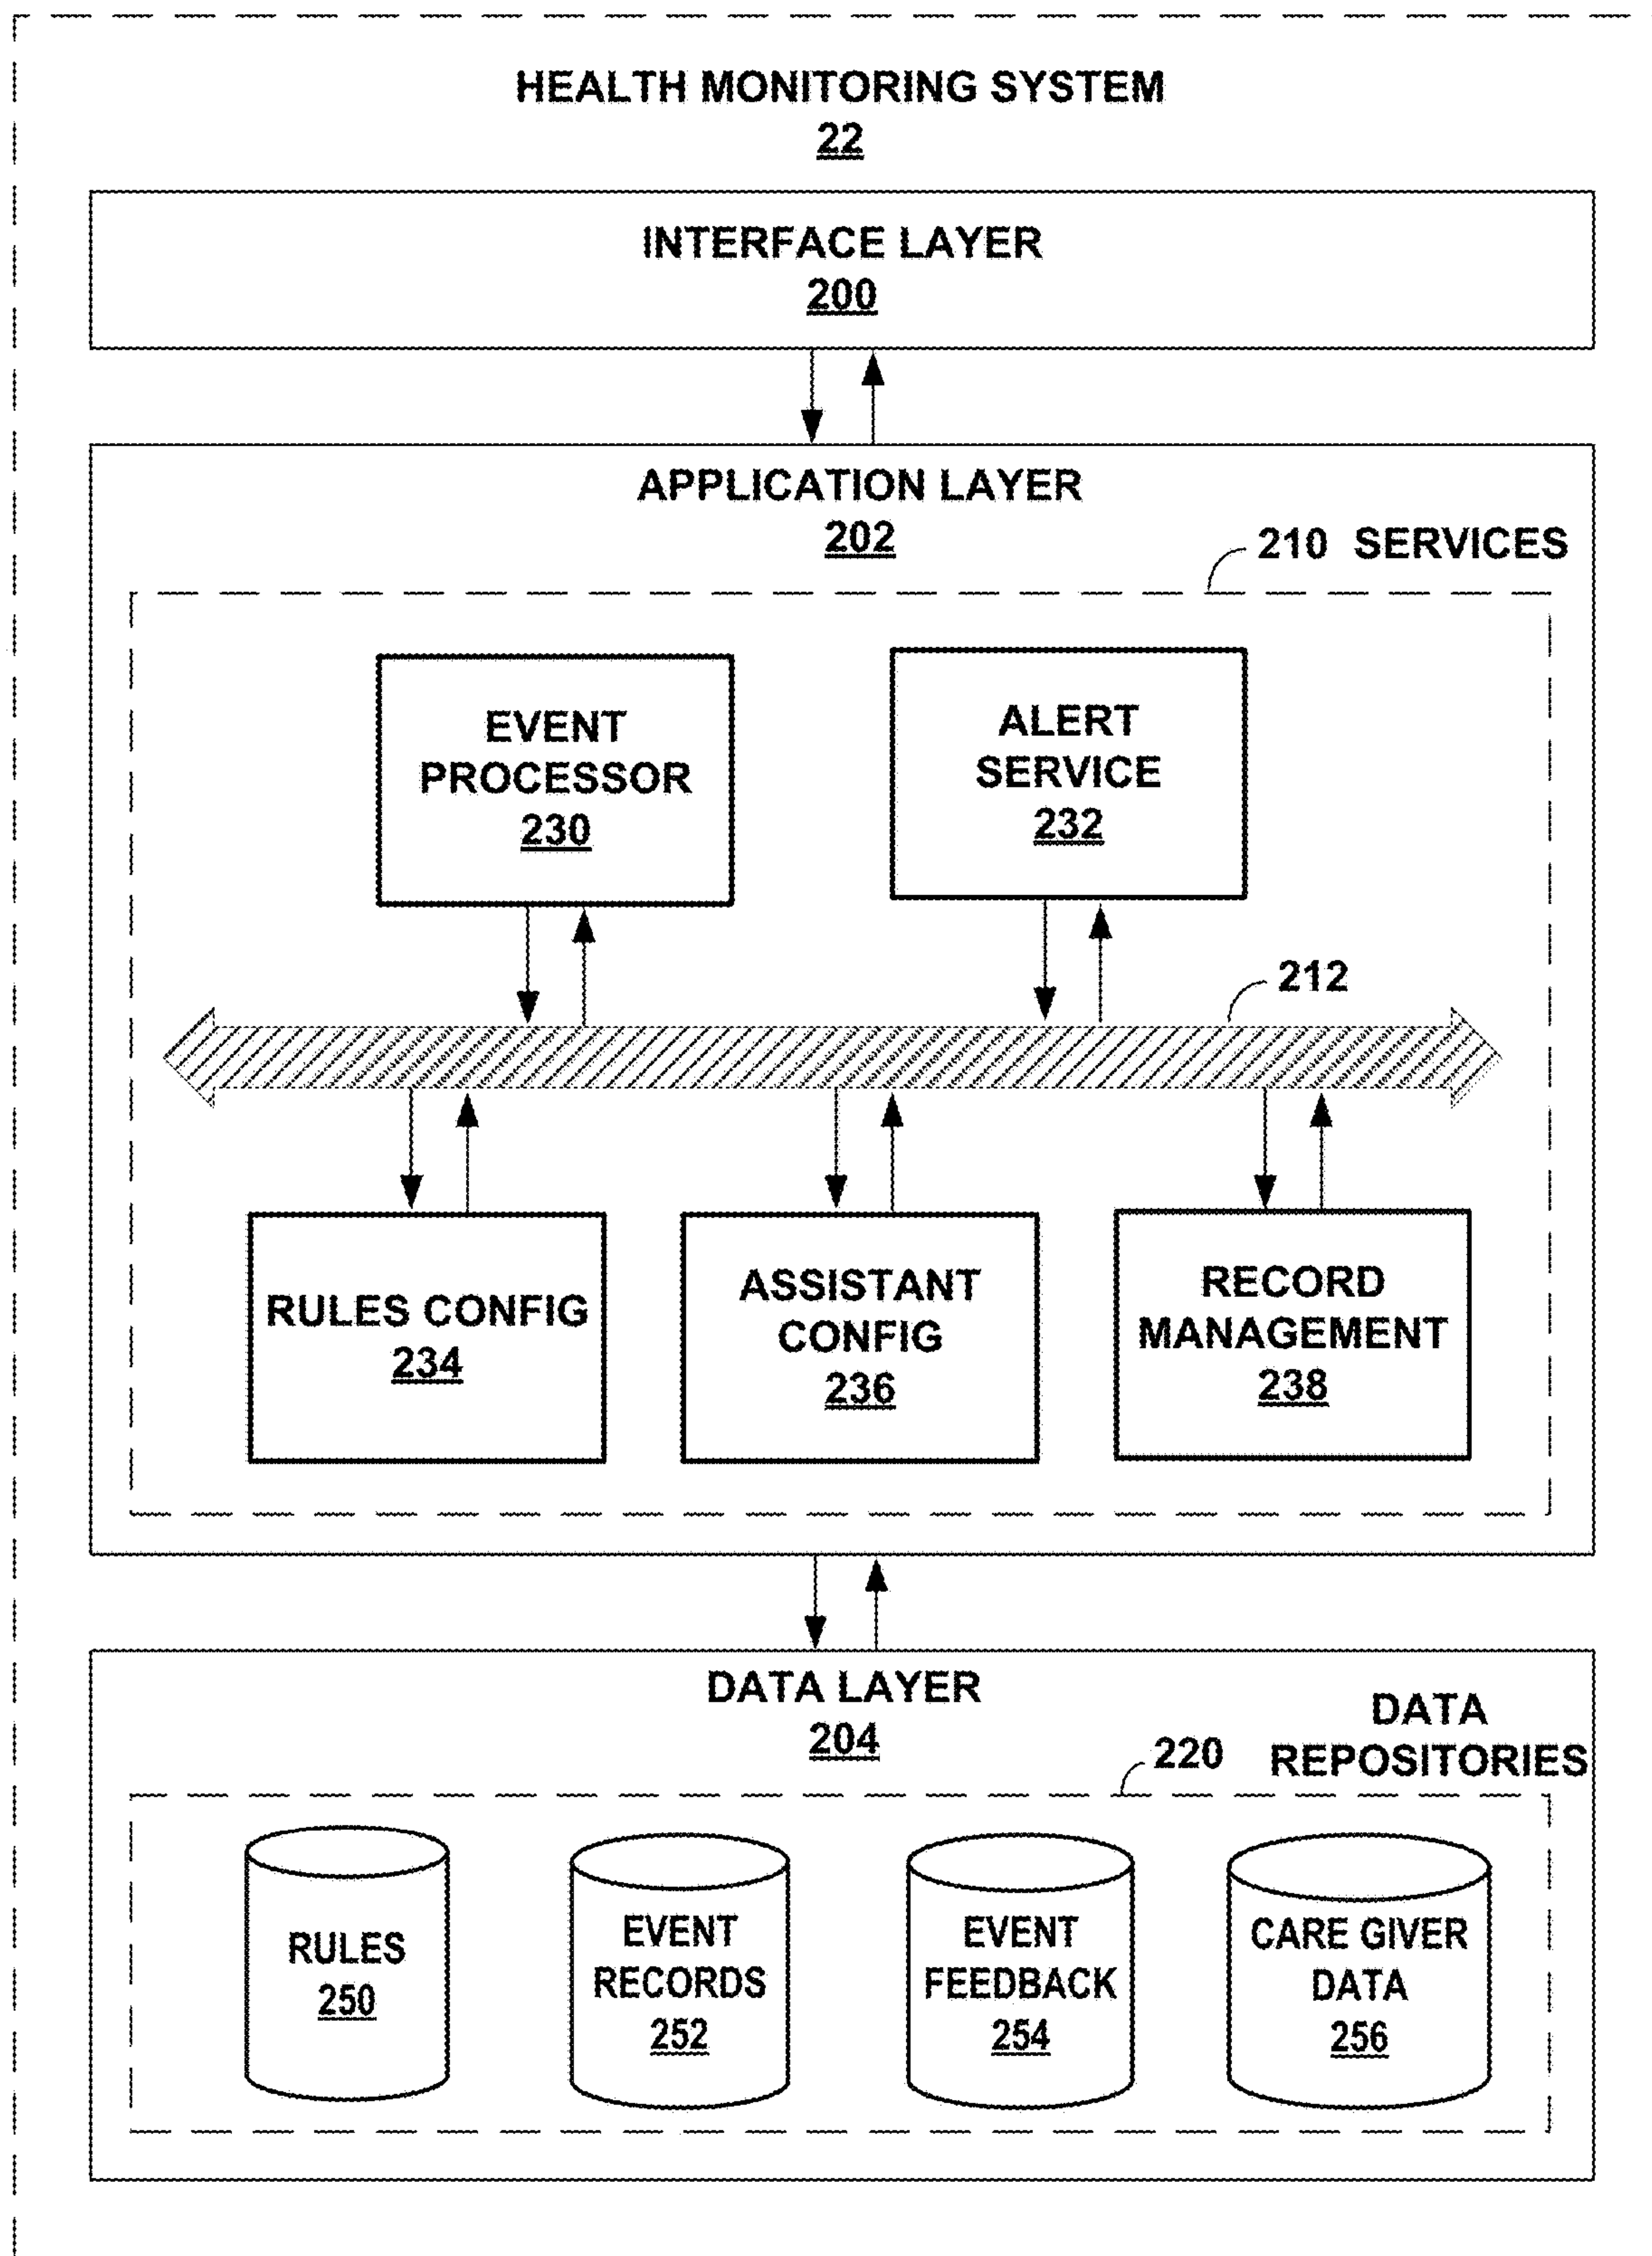 HEALTH MONITORING SYSTEM
22
INTERFACE LAYER
200
APPLICATION LAYER
202
210 SERVICES
EVENT
PROCESSOR
230
ALERT
SERVICE
232
212
RULES CONFIG
234
ASSISTANT
CONFIG
236
RECORD
MANAGEMENT
238
DATA LAYER
204
220
DATA
REPOSITORIES
RULES
250
EVENT
RECORDS
252
EVENT
FEEDBACK
254
CARE GIVER
DATA
256